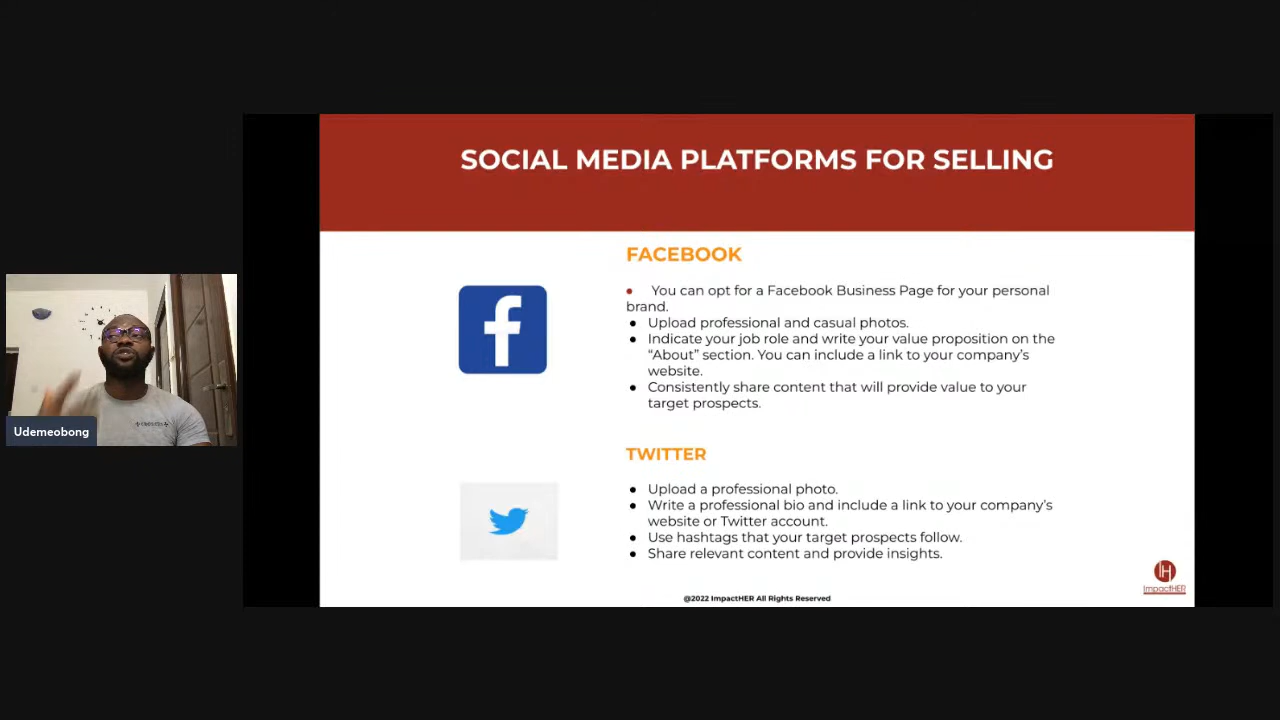 SOCIAL MEDIA PLATFORMS FOR SELLING
FACEBOOK
● You can opt for a Facebook Business Page for your personal
brand.
● Upload professional and casual photos.
● Indicate your job role and write your value proposition on the
“About” section. You can include a link to your company’s
website.
● Consistently share content that will provide value to your
target prospects.
TWITTER
● Upload a professional photo.
● Write a professional bio and include a link to your company’s
website or Twitter account.
● Use hashtags that your target prospects follow.
● Share relevant content and provide insights.
@2022 ImpactHER All Rights Reserved
IH
ImpactHER
Udemeobong